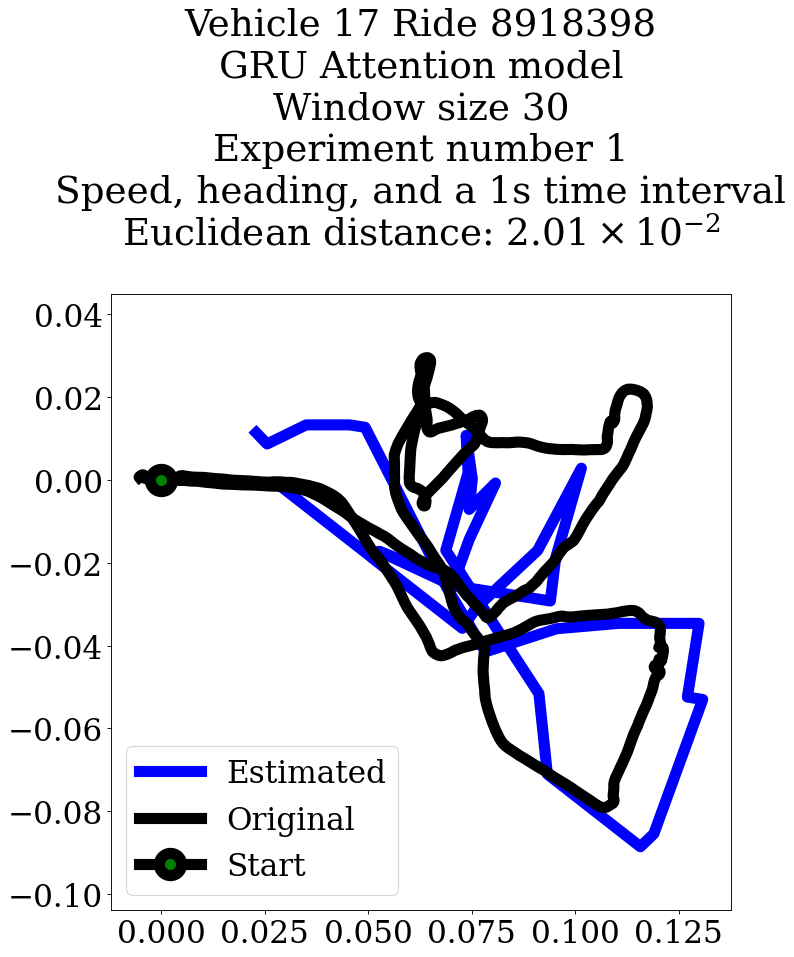 Vehicle 17 Ride 8918398
GRU Attention model
Window size 30
Experiment number 1
Speed, heading, and a 1s time interval
Euclidean distance: 2.01 × 10⁻²
0.04
0.02
0.00
−0.02
−0.04
−0.06
−0.08
−0.10
Estimated
Original
Start
0.000 0.025 0.050 0.075 0.100 0.125